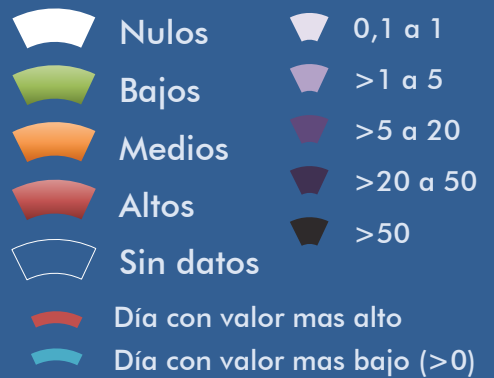 Nulos
Bajos
Medios
Altos
Sin datos
0,1 a 1
>1 a 5
>5 a 20
>20 a 50
>50
Día con valor mas alto
Día con valor mas bajo (>0)